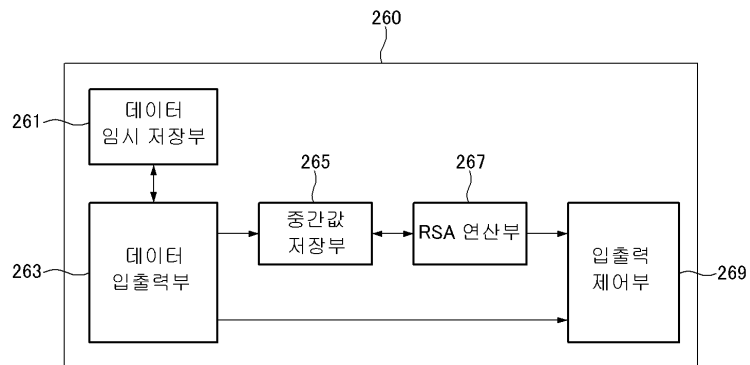 260
261
데이터
임시 저장부
265
267
중간값
저장부
RSA 연산부
263
데이터
입출력부
입출력
제어부
269